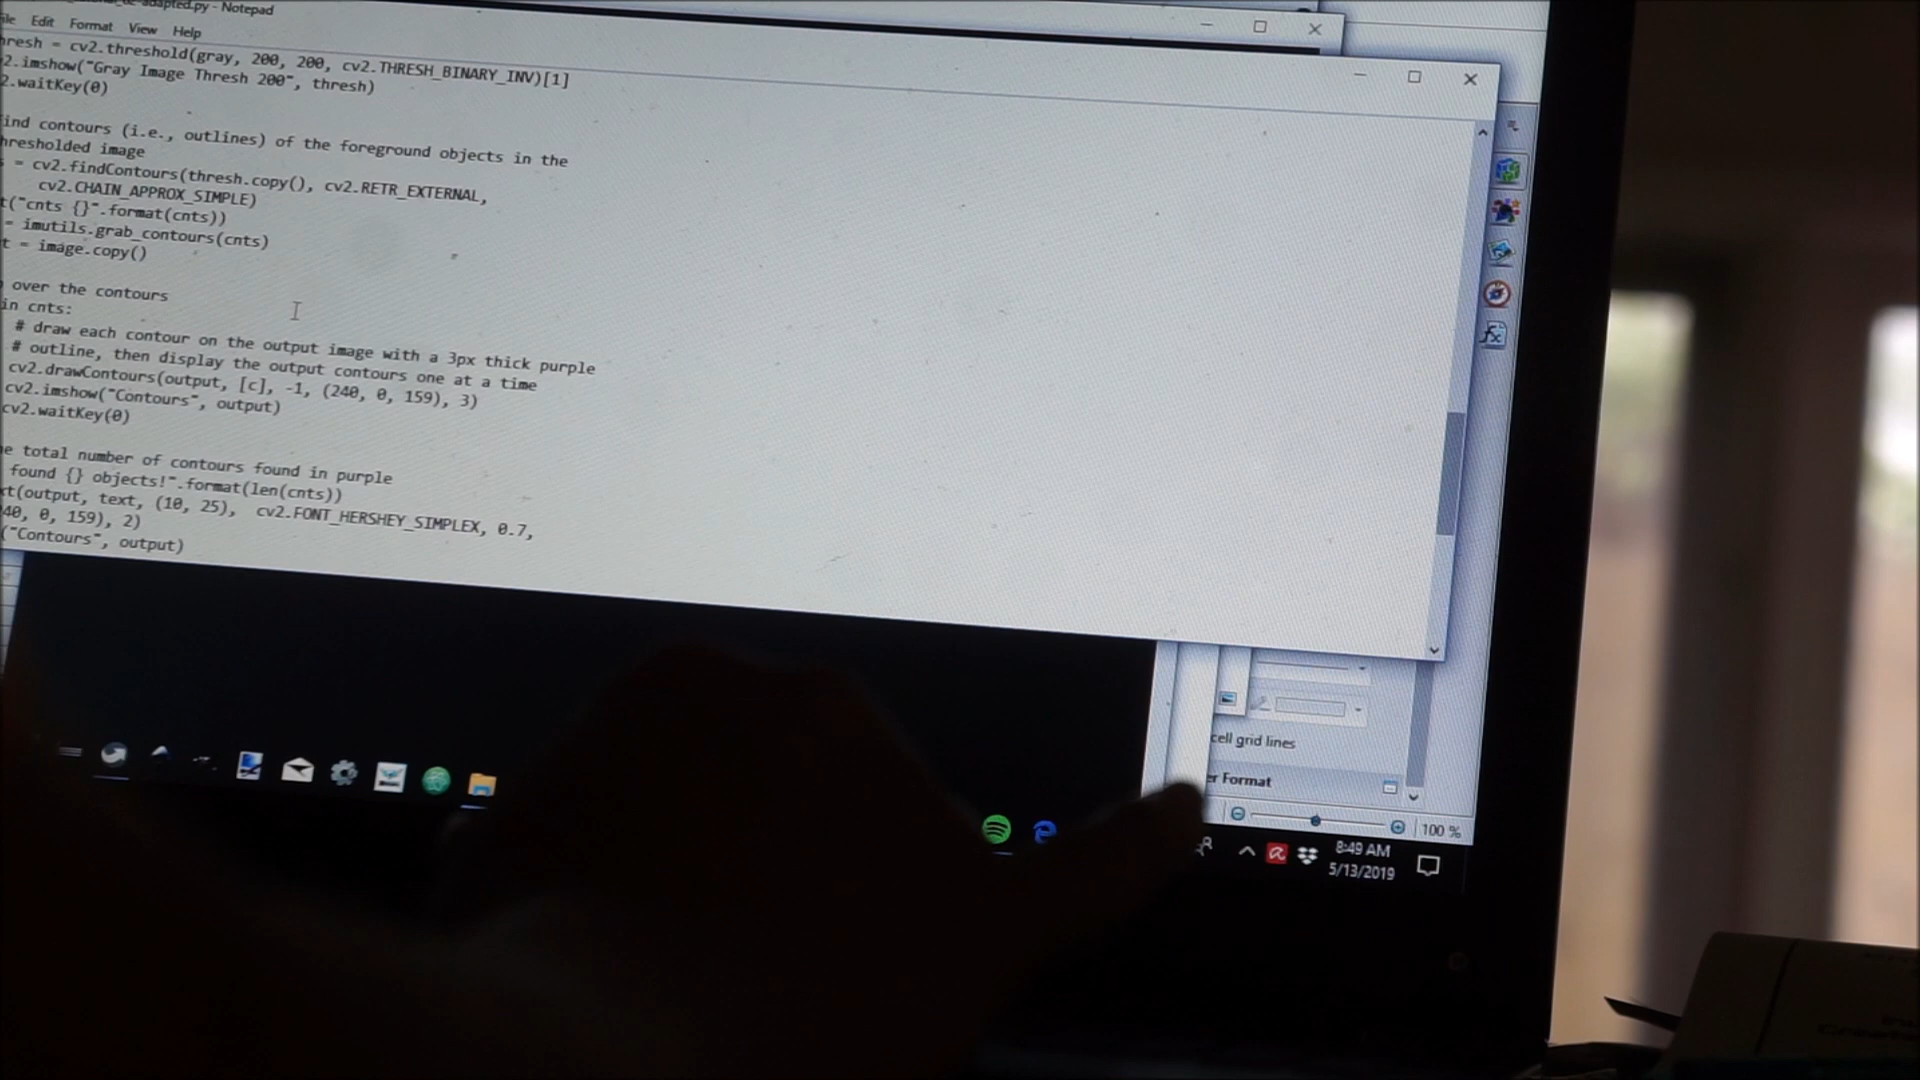 adapted.py - Notepad
Edit Format View Help
hresh = cv2.threshold(gray, 200, 200, cv2.THRESH_BINARY_INV)[1]
v2.imshow("Gray Image Thresh 200", thresh)
2.waitKey(0)
ind contours (i.e., outlines) of the foreground objects in the
hresholded image
s = cv2.findContours(thresh.copy(), cv2.RETR_EXTERNAL,
cv2.CHAIN_APPROX_SIMPLE)
t("cnts {}".format(cnts))
= imutils.grab_contours(cnts)
t = image.copy()
over the contours
in cnts:
# draw each contour on the output image with a 3px thick purple
# outline, then display the output contours one at a time
cv2.drawContours(output, [c], -1, (240, 0, 159), 3)
cv2.imshow("Contours", output)
cv2.waitKey(0)
e total number of contours found in purple
found {} objects!".format(len(cnts))
xt(output, text, (10, 25), cv2.FONT_HERSHEY_SIMPLEX, 0.7,
40, 0, 159), 2)
("Contours", output)
cell grid lines
er Format
100 %
8:49 AM
5/13/2019